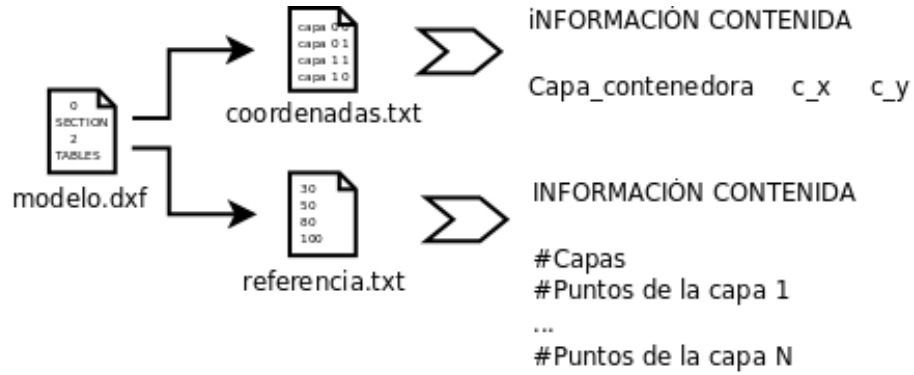 0
SECTION
2
TABLES
modelo.dxf
capa 0 0
capa 0 1
capa 1 1
capa 1 0
coordenadas.txt
iNFORMACIÓN CONTENIDA
Capa_contenedora c_x c_y
30
50
80
100
referencia.txt
INFORMACIÓN CONTENIDA
#Capas
#Puntos de la capa 1
...
#Puntos de la capa N